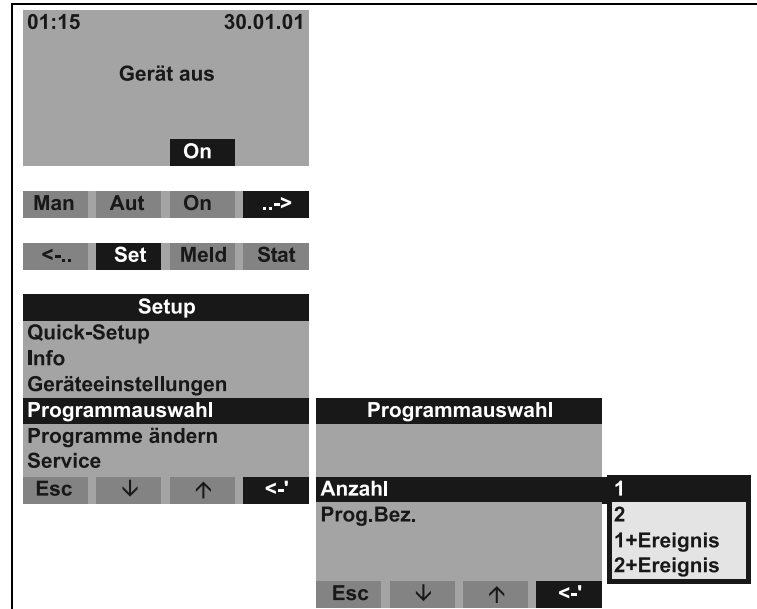 01:15 30.01.01
Gerät aus
On
Man Aut On ..->
<-.. Set Meld Stat
Setup
Quick-Setup
Info
Geräteeinstellungen
Programmauswahl
Programme ändern
Service
Esc ↓ ↑ <-'
Programmauswahl
Anzahl 1
Prog.Bez. 2
1+Ereignis
2+Ereignis
Esc ↓ ↑ <-'